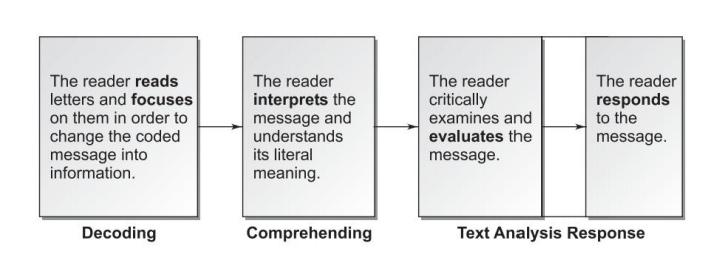 The reader reads
letters and focuses
on them in order to
change the coded
message into
information.
The reader
interprets the
message and
understands
its literal
meaning.
The reader
critically
examines and
evaluates the
message.
The reader
responds
to the
message.
Decoding
Comprehending
Text Analysis Response